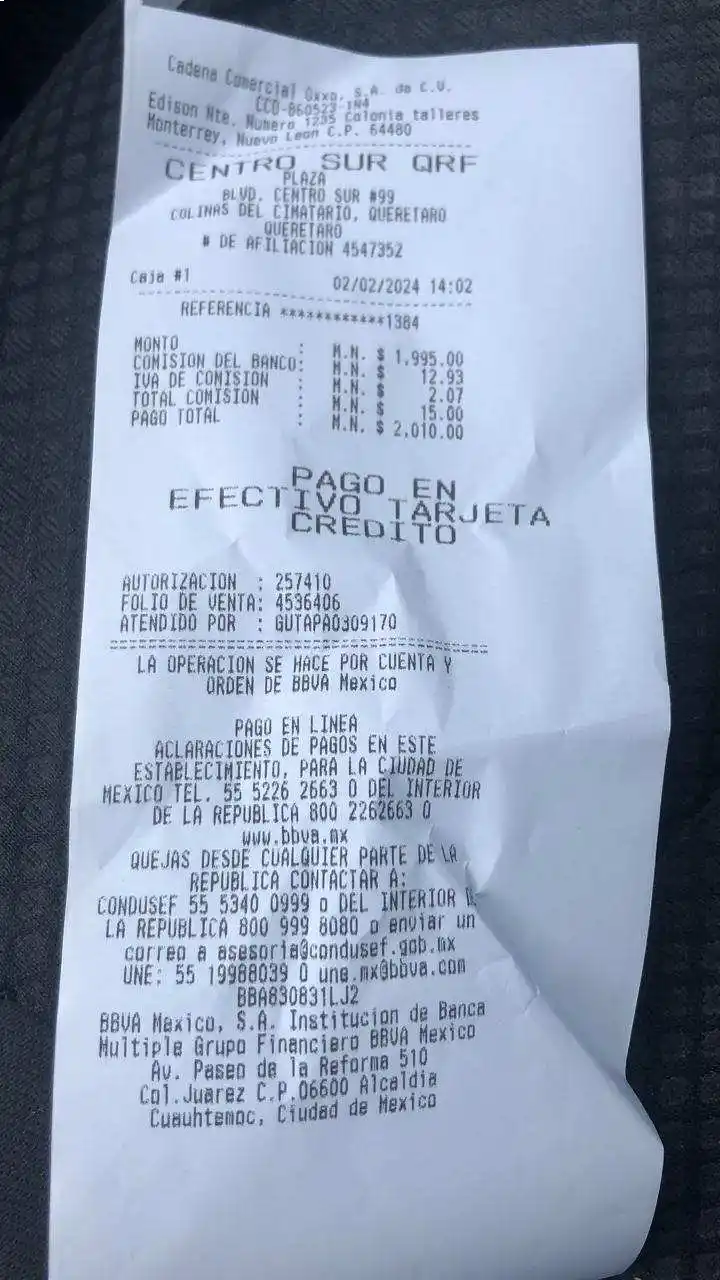 Cadena Comercial Oxxo, S.A. de C.V.
CCO-860523-1N4
Edison Nte. Numero 1235 Colonia talleres
Monterrey, Nuevo Leon C.P. 64480
CENTRO SUR QRF
PLAZA
BLVD. CENTRO SUR #99
COLINAS DEL CIMATARIO, QUERETARO
QUERETARO
# DE AFILIACION 4547352
Caja #1 02/02/2024 14:02
REFERENCIA ************1384
MONTO : M.N. $ 1,995.00
COMISION DEL BANCO: M.N. $ 12.93
IVA DE COMISION : M.N. $ 2.07
TOTAL COMISION : M.N. $ 15.00
PAGO TOTAL : M.N. $ 2,010.00
PAGO EN
EFECTIVO TARJETA
CREDITO
AUTORIZACION : 257410
FOLIO DE VENTA: 4536406
ATENDIDO POR : GUTAPAO309170
LA OPERACION SE HACE POR CUENTA Y
ORDEN DE BBVA Mexico
PAGO EN LINEA
ACLARACIONES DE PAGOS EN ESTE
ESTABLECIMIENTO, PARA LA CIUDAD DE
MEXICO TEL. 55 5226 2663 O DEL INTERIOR
DE LA REPUBLICA 800 2262663 O
www.bbva.mx
QUEJAS DESDE CUALQUIER PARTE DE LA
REPUBLICA CONTACTAR A:
CONDUSEF 55 5340 0999 o DEL INTERIOR
LA REPUBLICA 800 999 8080 o enviar un
correo a asesoria@condusef.gob.mx
UNE: 55 19988039 O une.mx@bbva.com
BBA830831LJ2
BBVA Mexico, S.A. Institucion de Banca
Multiple Grupo Financiero BBVA Mexico
Av. Paseo de la Reforma 510
Col.Juarez C.P.06600 Alcaldia
Cuauhtemoc, Ciudad de Mexico